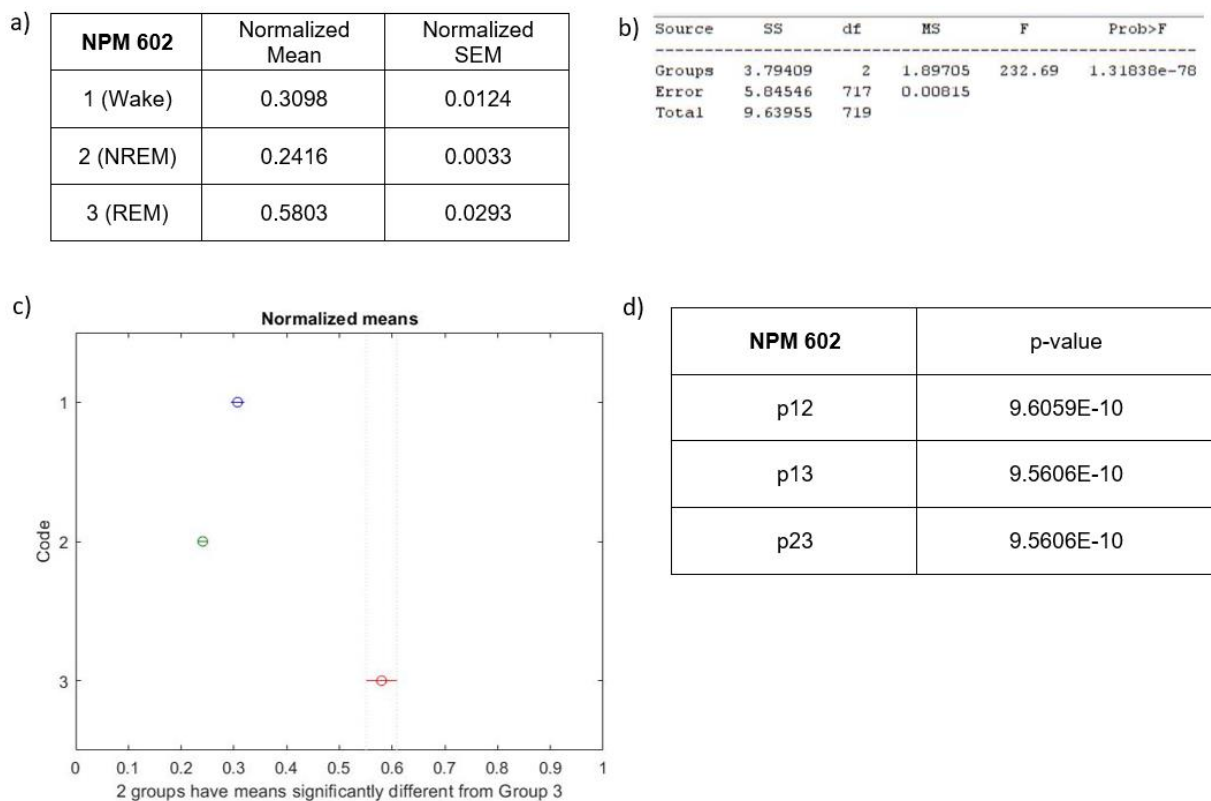 a)
NPM 602 Normalized Mean Normalized SEM
1 (Wake) 0.3098 0.0124
2 (NREM) 0.2416 0.0033
3 (REM) 0.5803 0.0293
b)
Source SS df MS F Prob>F
Groups 3.79409 2 1.89705 232.69 1.31838e-78
Error 5.84546 717 0.00815
Total 9.63955 719
c)
Normalized means
Code
1
2
3
0 0.1 0.2 0.3 0.4 0.5 0.6 0.7 0.8 0.9 1
2 groups have means significantly different from Group 3
d)
NPM 602 p-value
p12 9.6059E-10
p13 9.5606E-10
p23 9.5606E-10